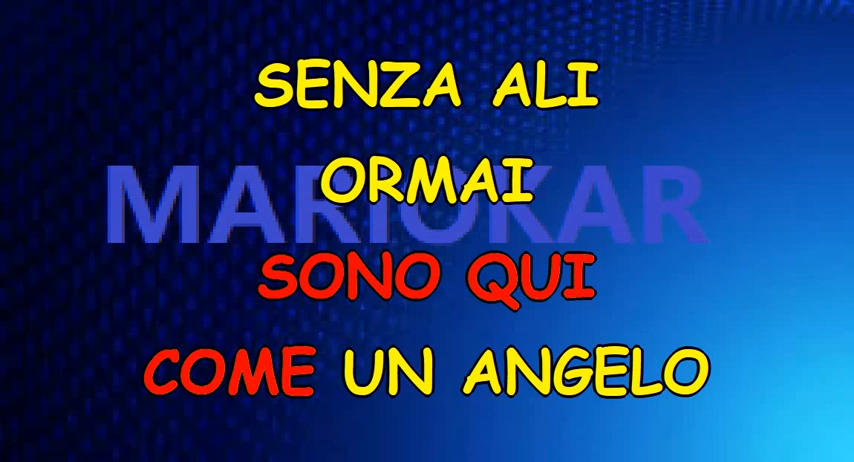 SENZA ALI
ORMAI
MARIOKAR
SONO QUI
COME UN ANGELO